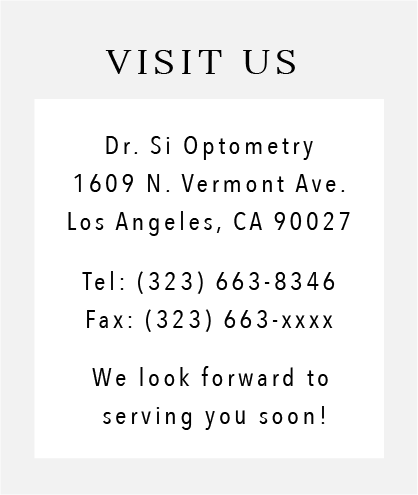 VISIT US
Dr. Si Optometry
1609 N. Vermont Ave.
Los Angeles, CA 90027
Tel: (323) 663-8346
Fax: (323) 663-xxxx
We look forward to
serving you soon!